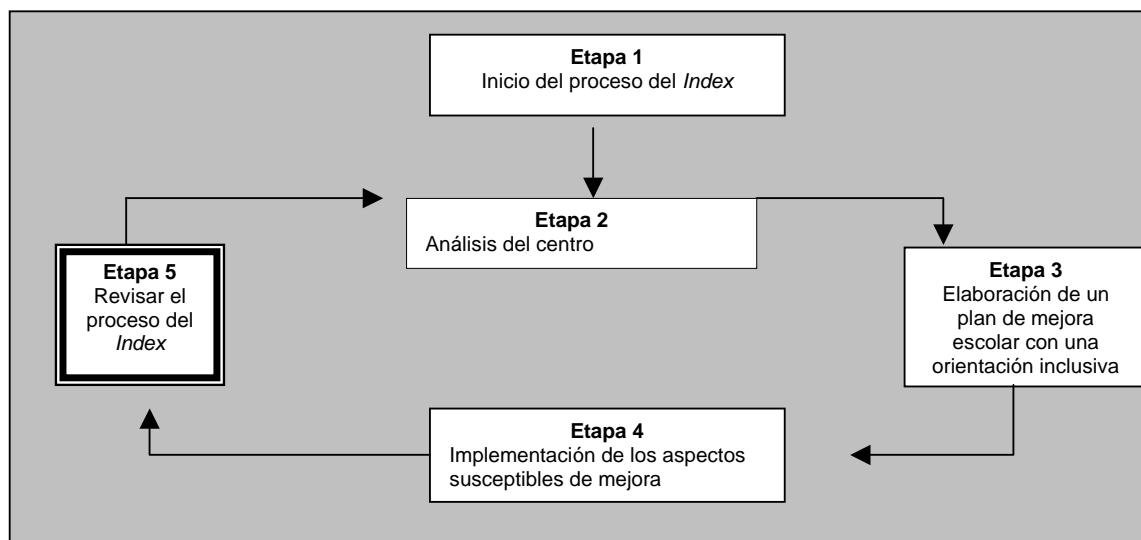 Etapa 1
Inicio del proceso del Index
Etapa 2
Análisis del centro
Etapa 3
Elaboración de un
plan de mejora
escolar con una
orientación inclusiva
Etapa 4
Implementación de los aspectos
susceptibles de mejora
Etapa 5
Revisar el
proceso del
Index